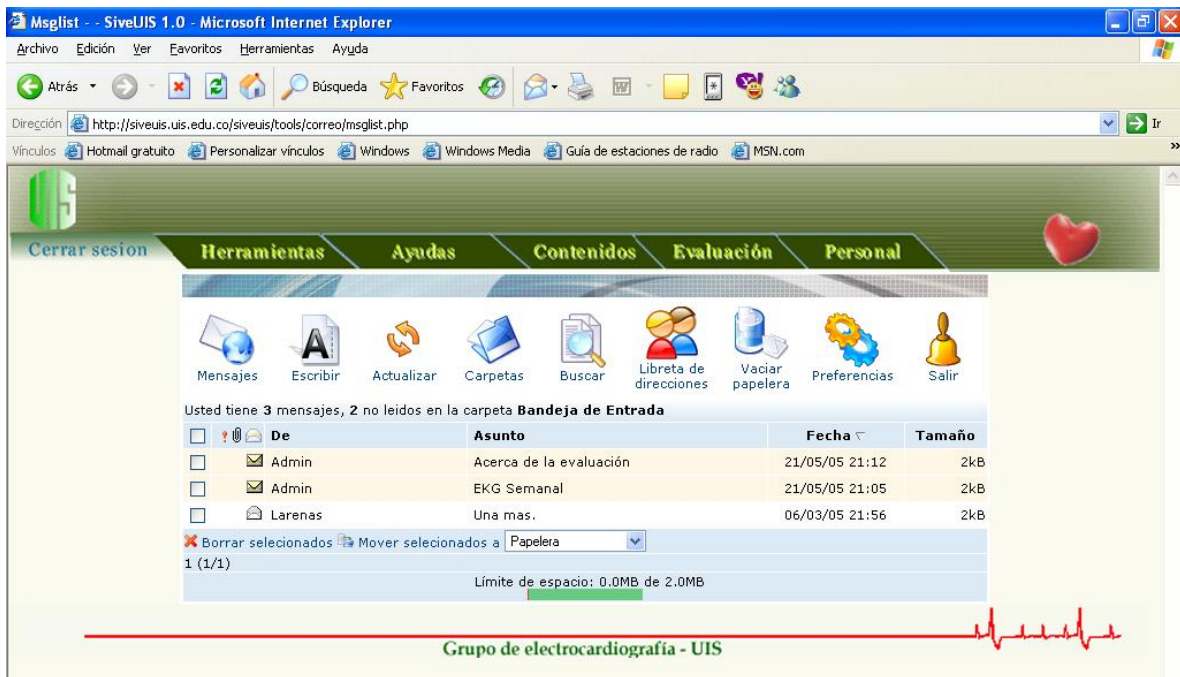 Msglist - - SiveUIS 1.0 - Microsoft Internet Explorer
Archivo Edición Ver Favoritos Herramientas Ayuda
Atrás Búsqueda Favoritos
Dirección http://siveuis.uis.edu.co/siveuis/tools/correo/msglist.php Ir
Vínculos Hotmail gratuito Personalizar vínculos Windows Windows Media Guía de estaciones de radio MSN.com »
UIS
Cerrar sesion Herramientas Ayudas Contenidos Evaluación Personal
Mensajes Escribir Actualizar Carpetas Buscar Libreta de direcciones Vaciar papelera Preferencias Salir
Usted tiene 3 mensajes, 2 no leidos en la carpeta Bandeja de Entrada
De Asunto Fecha Tamaño
Admin Acerca de la evaluación 21/05/05 21:12 2kB
Admin EKG Semanal 21/05/05 21:05 2kB
Larenas Una mas. 06/03/05 21:56 2kB
Borrar selecionados Mover selecionados a Papelera
1 (1/1)
Límite de espacio: 0.0MB de 2.0MB
Grupo de electrocardiografía - UIS